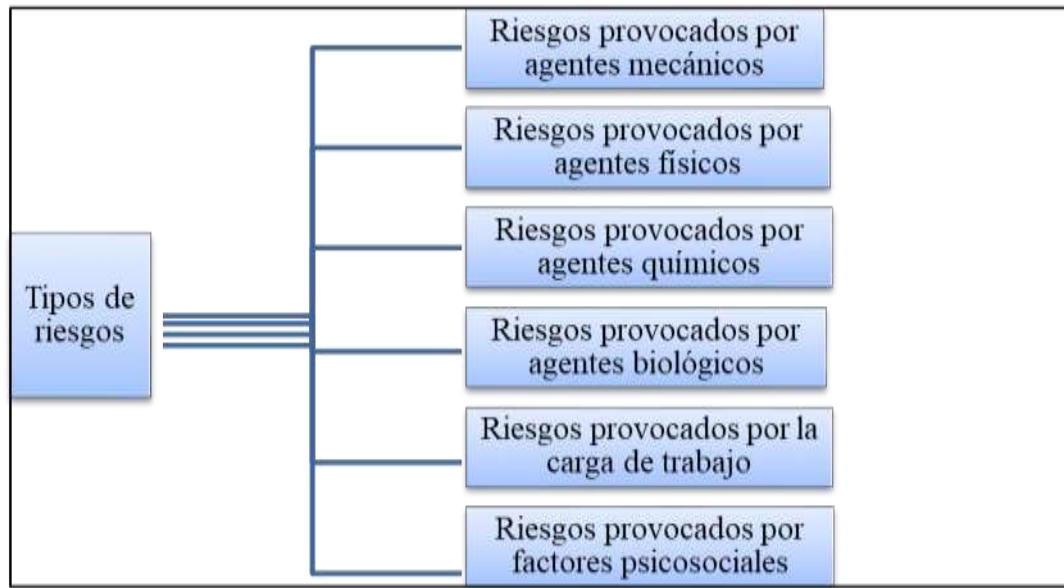 Tipos de
riesgos
Riesgos provocados por
agentes mecánicos
Riesgos provocados por
agentes físicos
Riesgos provocados por
agentes químicos
Riesgos provocados por
agentes biológicos
Riesgos provocados por la
carga de trabajo
Riesgos provocados por
factores psicosociales